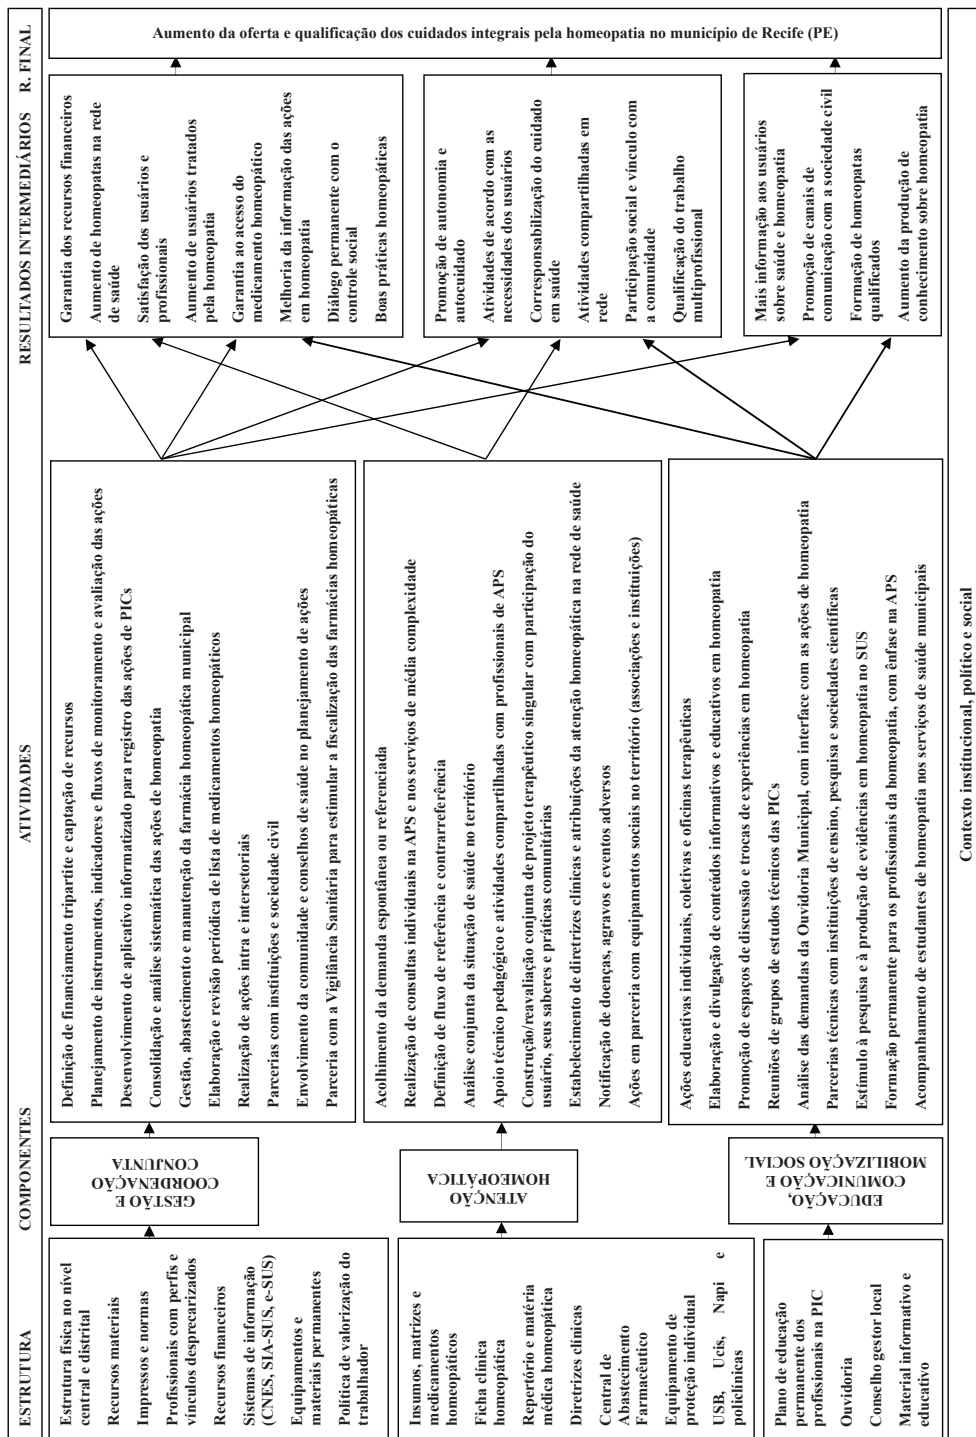 ESTRUTURA
COMPONENTES
ATIVIDADES
RESULTADOS INTERMEDIÁRIOS
R. FINAL
Estrutura física no nível
central e distrital
Recursos materiais
Impressos e normas
Profissionais com perfis e
vínculos desprecarizados
Recursos financeiros
Sistemas de informação
(CNES, SIA-SUS, e-SUS)
Equipamentos e
materiais permanentes
Política de valorização do
trabalhador
GESTÃO E
COORDENAÇÃO
CONJUNTA
Definição de financiamento tripartite e captação de recursos
Planejamento de instrumentos, indicadores e fluxos de monitoramento e avaliação das ações
Desenvolvimento de aplicativo informatizado para registro das ações de PICs
Consolidação e análise sistemática das ações de homeopatia
Gestão, abastecimento e manutenção da farmácia homeopática municipal
Elaboração e revisão periódica de lista de medicamentos homeopáticos
Realização de ações intra e intersetoriais
Parcerias com instituições e sociedade civil
Envolvimento da comunidade e conselhos de saúde no planejamento de ações
Parceria com a Vigilância Sanitária para estimular a fiscalização das farmácias homeopáticas
Garantia dos recursos financeiros
Aumento de homeopatas na rede
de saúde
Satisfação dos usuários e
profissionais
Aumento de usuários tratados
pela homeopatia
Garantia ao acesso do
medicamento homeopático
Melhoria da informação das ações
em homeopatia
Diálogo permanente com o
controle social
Boas práticas homeopáticas
Insumos, matrizes e
medicamentos
homeopáticos
Ficha clínica
homeopática
Repertório e matéria
médica homeopática
Diretrizes clínicas
Central de
Abastecimento
Farmacêutico
Equipamento de
proteção individual
USB, Ucis, Napi e
policlínicas
ATENÇÃO
HOMEOPÁTICA
Acolhimento da demanda espontânea ou referenciada
Realização de consultas individuais na APS e nos serviços de média complexidade
Definição de fluxo de referência e contrarreferência
Análise conjunta da situação de saúde no território
Apoio técnico pedagógico e atividades compartilhadas com profissionais de APS
Construção/reavaliação conjunta de projeto terapêutico singular com participação do
usuário, seus saberes e práticas comunitárias
Estabelecimento de diretrizes clínicas e atribuições da atenção homeopática na rede de saúde
Notificação de doenças, agravos e eventos adversos
Ações em parceria com equipamentos sociais no território (associações e instituições)
Promoção de autonomia e
autocuidado
Atividades de acordo com as
necessidades dos usuários
Corresponsabilização do cuidado
em saúde
Atividades compartilhadas em
rede
Participação social e vínculo com
a comunidade
Qualificação do trabalho
multiprofissional
Plano de educação
permanente dos
profissionais na PIC
Ouvidoria
Conselho gestor local
Material informativo e
educativo
EDUCAÇÃO,
COMUNICAÇÃO E
MOBILIZAÇÃO SOCIAL
Ações educativas individuais, coletivas e oficinas terapêuticas
Elaboração e divulgação de conteúdos informativos e educativos em homeopatia
Promoção de espaços de discussão e trocas de experiências em homeopatia
Reuniões de grupos de estudos técnicos das PICs
Análise das demandas da Ouvidoria Municipal, com interface com as ações de homeopatia
Parcerias técnicas com instituições de ensino, pesquisa e sociedades científicas
Estímulo à pesquisa e à produção de evidências em homeopatia no SUS
Formação permanente para os profissionais da homeopatia, com ênfase na APS
Acompanhamento de estudantes de homeopatia nos serviços de saúde municipais
Mais informação aos usuários
sobre saúde e homeopatia
Promoção de canais de
comunicação com a sociedade civil
Formação de homeopatas
qualificados
Aumento da produção de
conhecimento sobre homeopatia
Aumento da oferta e qualificação dos cuidados integrais pela homeopatia no município de Recife (PE)
Contexto institucional, político e social